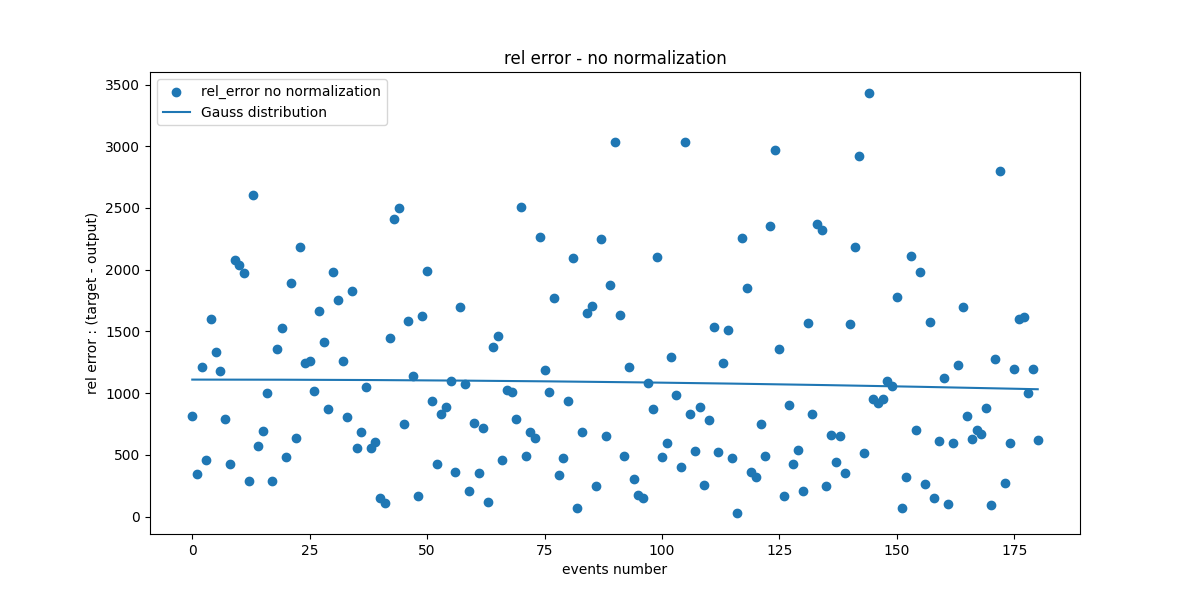 rel error - no normalization
rel_error no normalization
Gauss distribution
rel error : (target - output)
3500
3000
2500
2000
1500
1000
500
0
0 25 50 75 100 125 150 175
events number